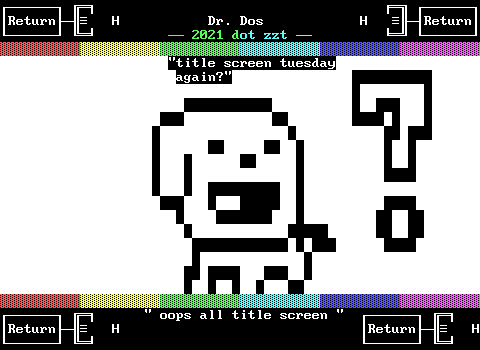 Return H Dr. Dos H Return
2021 dot zzt
"title screen tuesday
again?"
?
" oops all title screen "
Return H Return H